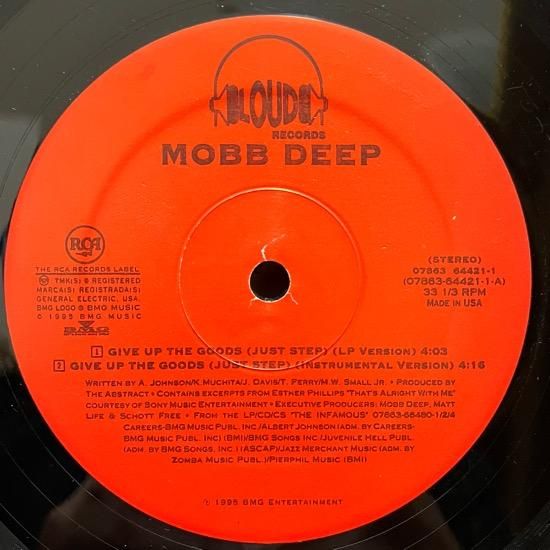 LOUD
RECORDS
MOBB DEEP
RCA
THE RCA RECORDS LABEL
TMK(S) ® REGISTERED
MARCA(S) REGISTRADA(S)
GENERAL ELECTRIC, USA.
BMG LOGO ® BMG MUSIC
© 1995 BMG MUSIC
BMG
(STEREO)
07863 64421-1
(07863-64421-1-A)
33 1/3 RPM
MADE IN USA
1 GIVE UP THE GOODS (JUST STEP) (LP VERSION) 4:03
2 GIVE UP THE GOODS (JUST STEP) (INSTRUMENTAL VERSION) 4:16
WRITTEN BY A. JOHNSON/K. MUCHITA/J. DAVIS/T. PERRY/M.W. SMALL JR. • PRODUCED BY
THE ABSTRACT • CONTAINS EXCERPTS FROM ESTHER PHILLIPS "THAT'S ALRIGHT WITH ME"
COURTESY OF SONY MUSIC ENTERTAINMENT • EXECUTIVE PRODUCERS: MOBB DEEP, MATT
LIFE & SCHOTT FREE • FROM THE LP/CD/CS "THE INFAMOUS" 07863-66480-1/2/4
CAREERS-BMG MUSIC PUBL. INC/ALBERT JOHNSON (ADM. BY CAREERS-
BMG MUSIC PUBL. INC) (BMI)/BMG SONGS INC/JUVENILE HELL PUBL.
(ADM. BY BMG SONGS, INC.) (ASCAP)/JAZZ MERCHANT MUSIC (ADM. BY
ZOMBA MUSIC PUBL.)/PIERPHIL MUSIC (BMI)
℗ 1995 BMG ENTERTAINMENT